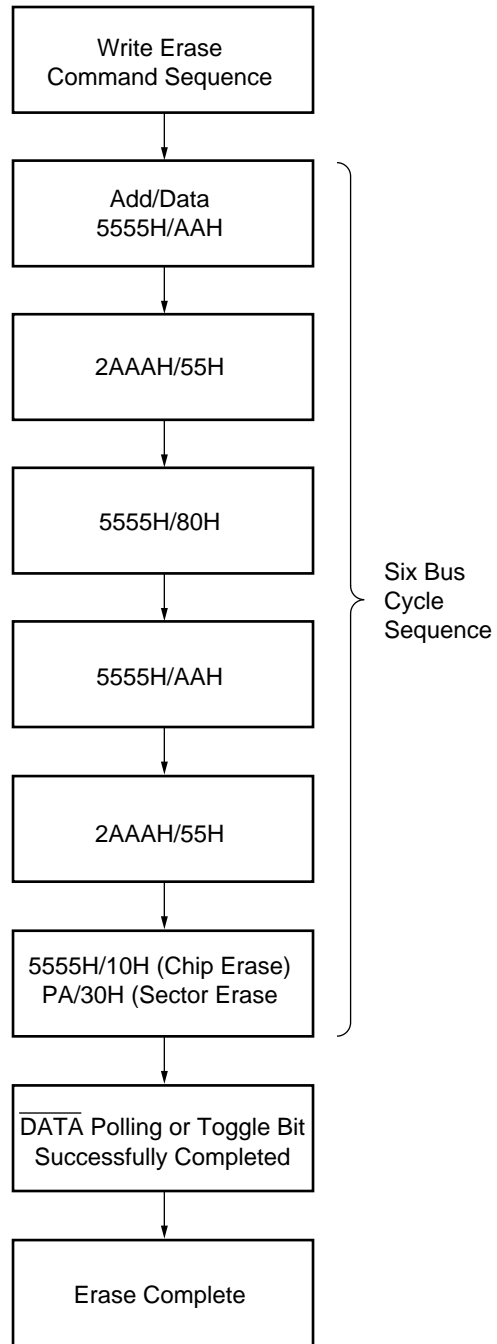 Write Erase
Command Sequence
Add/Data
5555H/AAH
2AAAH/55H
5555H/80H
5555H/AAH
2AAAH/55H
5555H/10H (Chip Erase)
PA/30H (Sector Erase
Six Bus
Cycle
Sequence
D̅A̅T̅A̅ Polling or Toggle Bit
Successfully Completed
Erase Complete